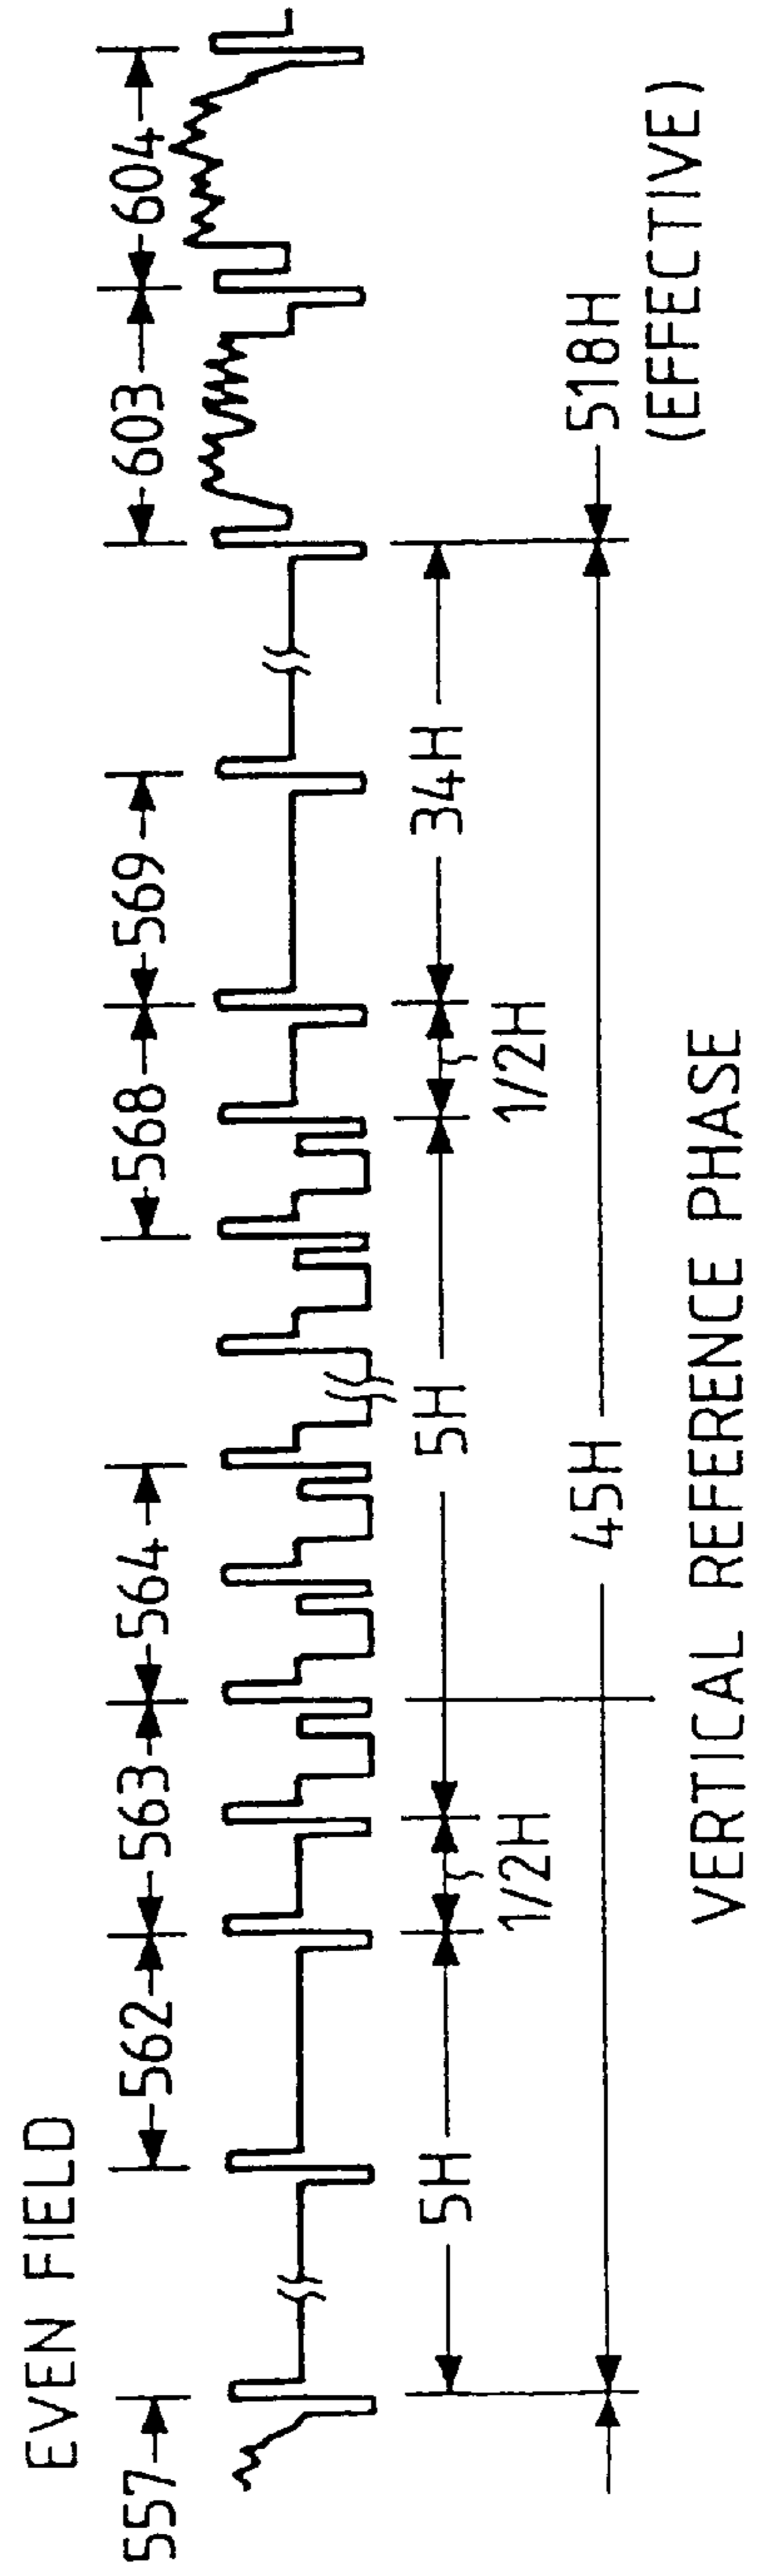 EVEN FIELD
557 562 563 564 568 569 603 604
5H 1/2H 5H 1/2H 34H
45H 518H
(EFFECTIVE)
VERTICAL REFERENCE PHASE